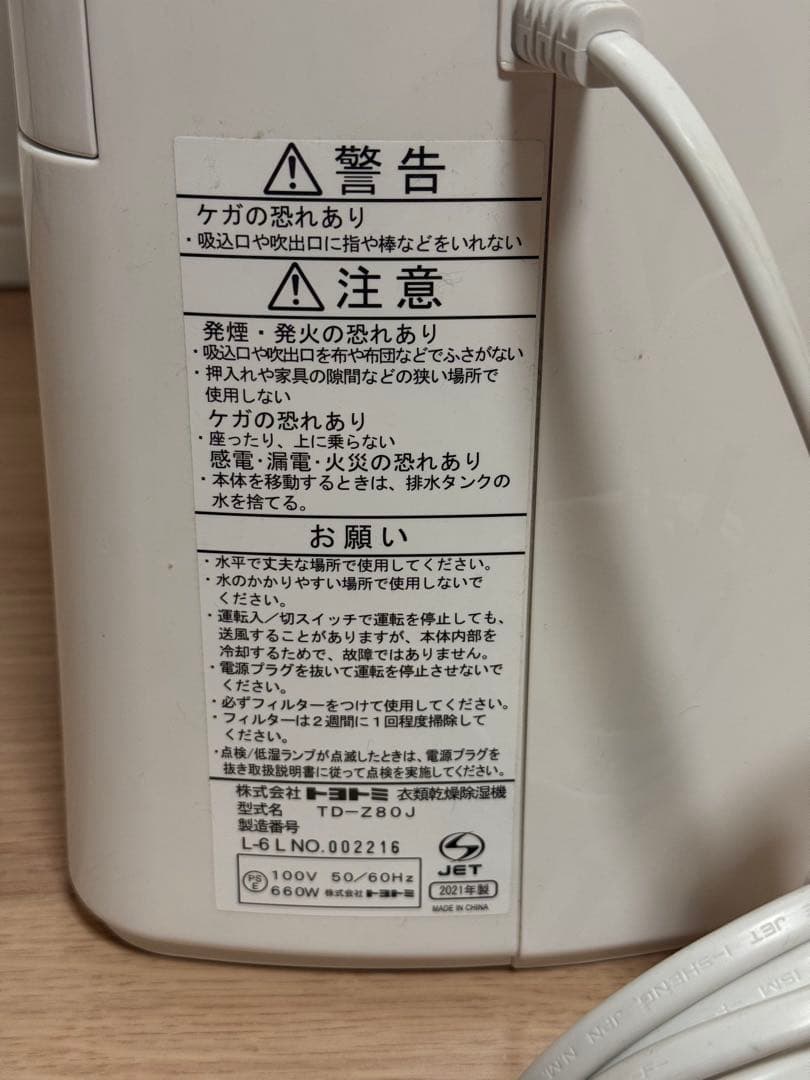 警告
ケガの恐れあり
・吸込口や吹出口に指や棒などをいれない
注意
発煙・発火の恐れあり
・吸込口や吹出口を布や布団などでふさがない
・押入れや家具の隙間などの狭い場所で
使用しない
ケガの恐れあり
・座ったり、上に乗らない
感電・漏電・火災の恐れあり
・本体を移動するときは、排水タンクの
水を捨てる。
お願い
・水平で丈夫な場所で使用してください。
・水のかかりやすい場所で使用しないで
ください。
・運転入／切スイッチで運転を停止しても、
送風することがありますが、本体内部を
冷却するためで、故障ではありません。
・電源プラグを抜いて運転を停止させないで
ください。
・必ずフィルターをつけて使用してください。
・フィルターは2週間に1回程度掃除して
ください。
・点検/低湿ランプが点滅したときは、電源プラグを
抜き取扱説明書に従って点検を実施してください。
株式会社 トヨトミ 衣類乾燥除湿機
型式名 TD-Z80J
製造番号
L-6 L NO. 002216
PS E 100V 50/60Hz
660W 株式会社 トヨトミ
JET
2021年製
MADE IN CHINA
JET I-SHENG JAPAN